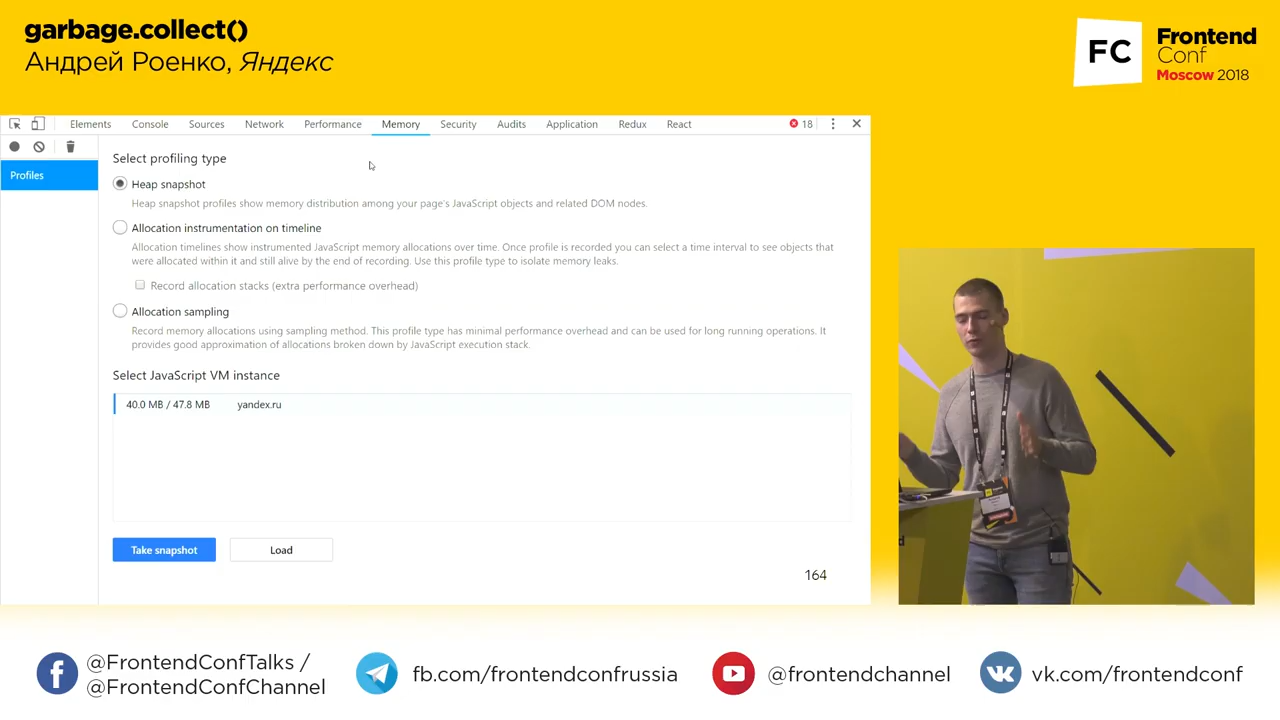 garbage.collect()
Андрей Роенко, Яндекс
FC
Frontend
Conf
Moscow 2018
Elements Console Sources Network Performance Memory Security Audits Application Redux React 18
Profiles
Select profiling type
Heap snapshot
Heap snapshot profiles show memory distribution among your page's JavaScript objects and related DOM nodes.
Allocation instrumentation on timeline
Allocation timelines show instrumented JavaScript memory allocations over time. Once profile is recorded you can select a time interval to see objects that
were allocated within it and still alive by the end of recording. Use this profile type to isolate memory leaks.
Record allocation stacks (extra performance overhead)
Allocation sampling
Record memory allocations using sampling method. This profile type has minimal performance overhead and can be used for long running operations. It
provides good approximation of allocations broken down by JavaScript execution stack.
Select JavaScript VM instance
40.0 MB / 47.8 MB yandex.ru
Take snapshot Load
164
@FrontendConfTalks /
@FrontendConfChannel
fb.com/frontendconfrussia
@frontendchannel
vk.com/frontendconf